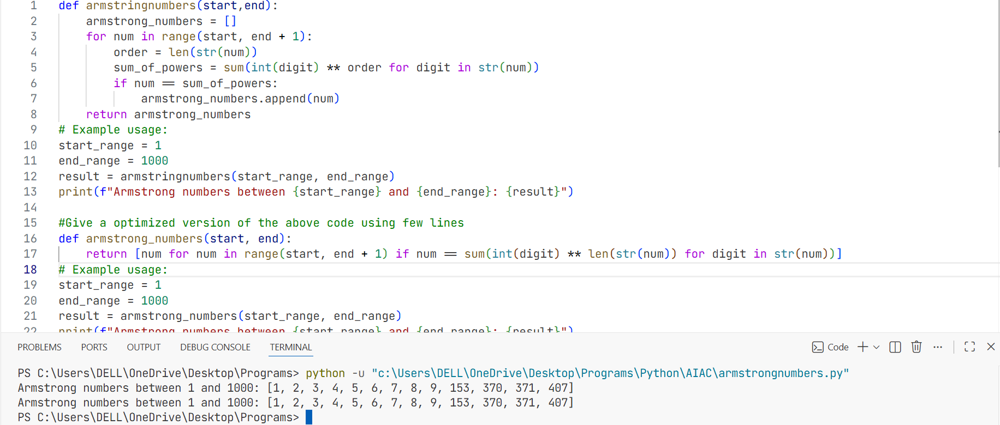 1 def armstringnumbers(start,end):
2 armstrong_numbers = []
3 for num in range(start, end + 1):
4 order = len(str(num))
5 sum_of_powers = sum(int(digit) ** order for digit in str(num))
6 if num == sum_of_powers:
7 armstrong_numbers.append(num)
8 return armstrong_numbers
9 # Example usage:
10 start_range = 1
11 end_range = 1000
12 result = armstringnumbers(start_range, end_range)
13 print(f"Armstrong numbers between {start_range} and {end_range}: {result}")
14
15 #Give a optimized version of the above code using few lines
16 def armstrong_numbers(start, end):
17 return [num for num in range(start, end + 1) if num == sum(int(digit) ** len(str(num)) for digit in str(num))]
18 # Example usage:
19 start_range = 1
20 end_range = 1000
21 result = armstrong_numbers(start_range, end_range)
22 print(f"Armstrong numbers between {start_range} and {end_range}: {result}")
PROBLEMS PORTS OUTPUT DEBUG CONSOLE TERMINAL Code
PS C:\Users\DELL\OneDrive\Desktop\Programs> python -u "c:\Users\DELL\OneDrive\Desktop\Programs\Python\AIAC\armstrongnumbers.py"
Armstrong numbers between 1 and 1000: [1, 2, 3, 4, 5, 6, 7, 8, 9, 153, 370, 371, 407]
Armstrong numbers between 1 and 1000: [1, 2, 3, 4, 5, 6, 7, 8, 9, 153, 370, 371, 407]
PS C:\Users\DELL\OneDrive\Desktop\Programs>